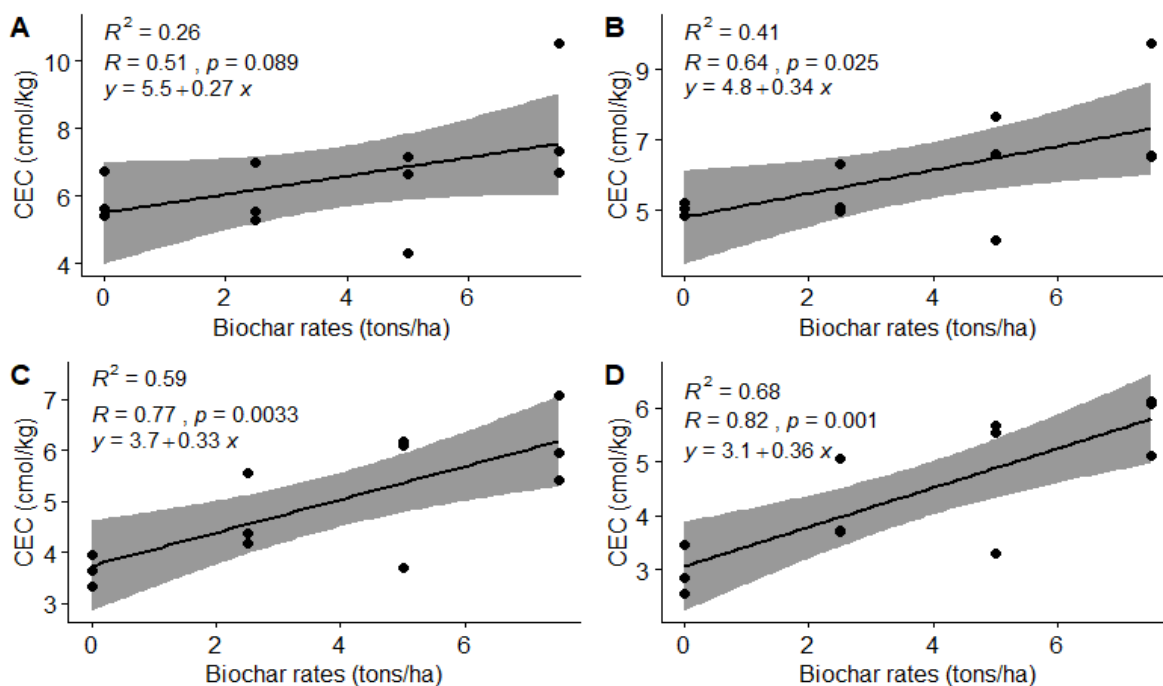 A
R² = 0.26
R = 0.51 , p = 0.089
y = 5.5 + 0.27 x
CEC (cmol/kg)
10
8
6
4
0 2 4 6
Biochar rates (tons/ha)
B
R² = 0.41
R = 0.64 , p = 0.025
y = 4.8 + 0.34 x
CEC (cmol/kg)
9
7
5
0 2 4 6
Biochar rates (tons/ha)
C
R² = 0.59
R = 0.77 , p = 0.0033
y = 3.7 + 0.33 x
CEC (cmol/kg)
7
6
5
4
3
0 2 4 6
Biochar rates (tons/ha)
D
R² = 0.68
R = 0.82 , p = 0.001
y = 3.1 + 0.36 x
CEC (cmol/kg)
6
5
4
3
0 2 4 6
Biochar rates (tons/ha)